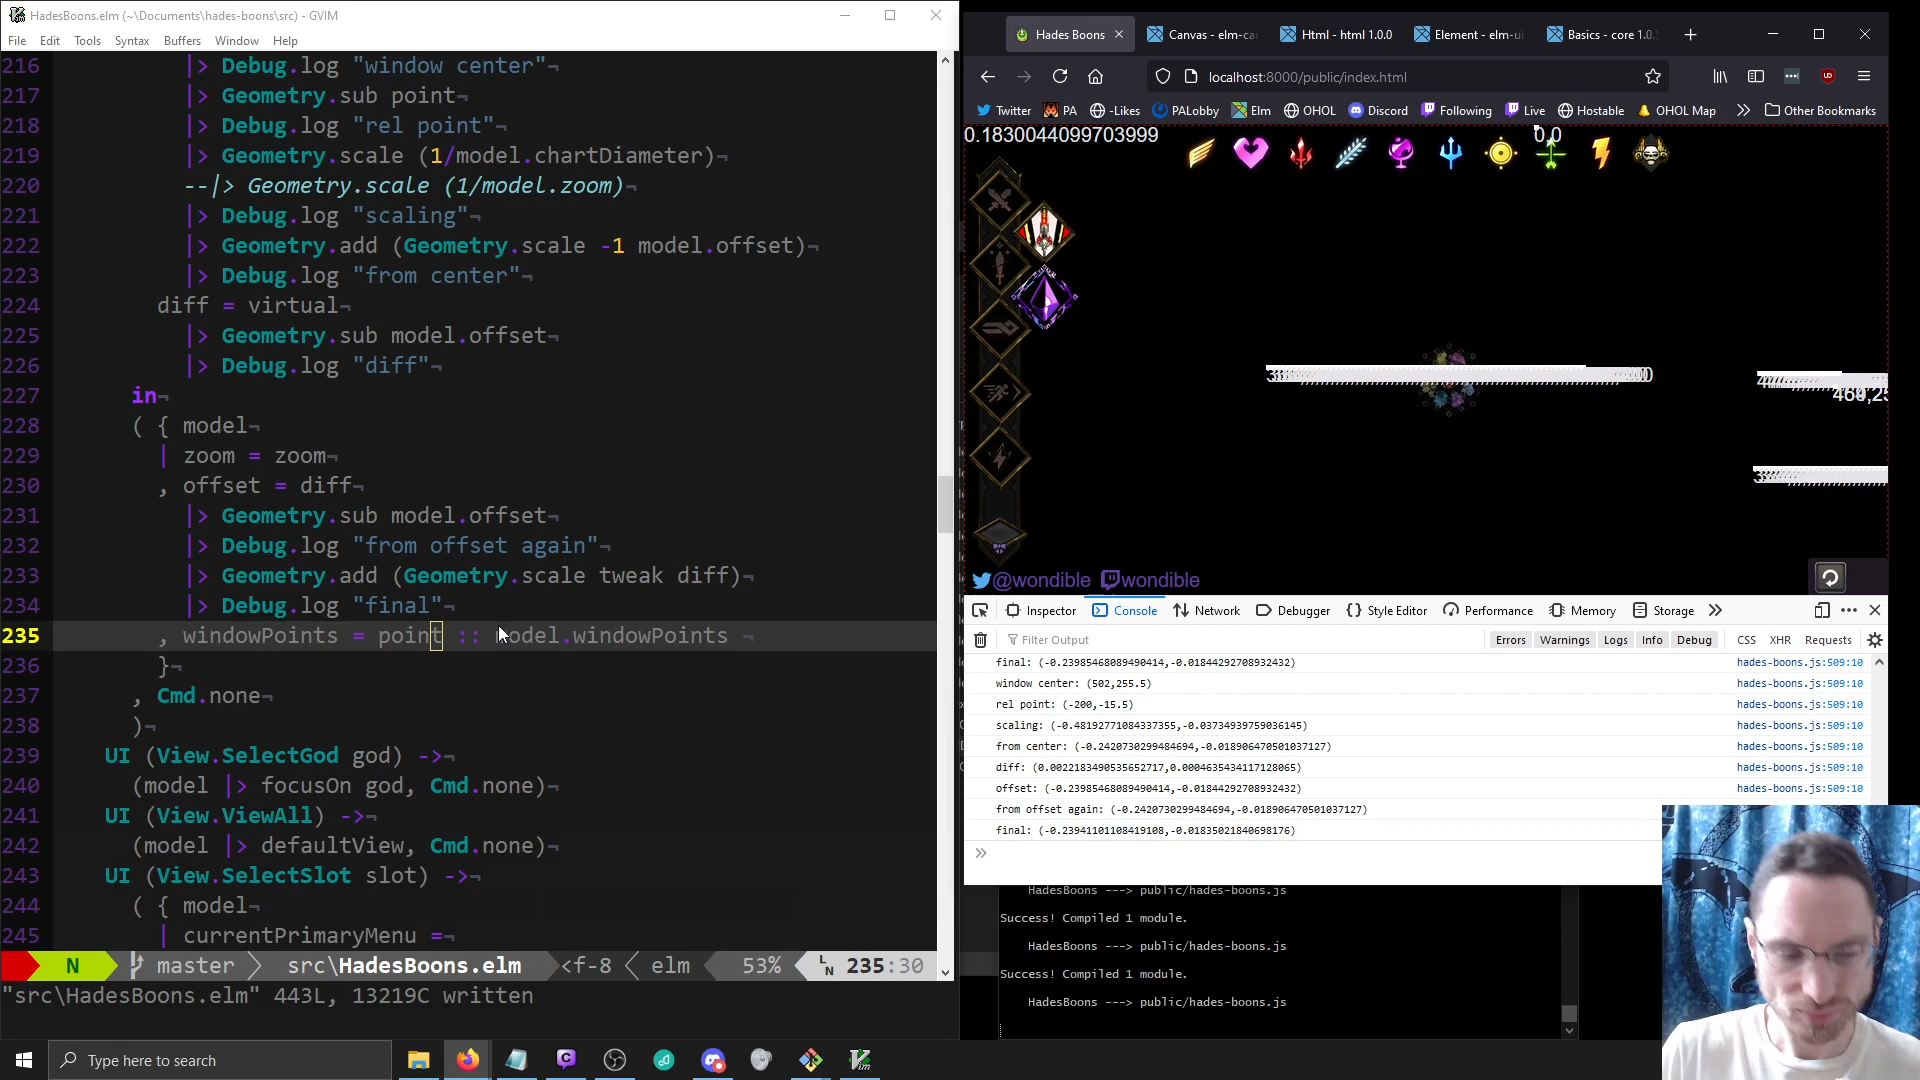 HadesBoons.elm (~\Documents\hades-boons\src) - GVIM
File Edit Tools Syntax Buffers Window Help
216 |> Debug.log "window center"¬
217 |> Geometry.sub point¬
218 |> Debug.log "rel point"¬
219 |> Geometry.scale (1/model.chartDiameter)¬
220 --|> Geometry.scale (1/model.zoom)¬
221 |> Debug.log "scaling"¬
222 |> Geometry.add (Geometry.scale -1 model.offset)¬
223 |> Debug.log "from center"¬
224 diff = virtual¬
225 |> Geometry.sub model.offset¬
226 |> Debug.log "diff"¬
227 in¬
228 ( { model¬
229 | zoom = zoom¬
230 , offset = diff¬
231 |> Geometry.sub model.offset¬
232 |> Debug.log "from offset again"¬
233 |> Geometry.add (Geometry.scale tweak diff)¬
234 |> Debug.log "final"¬
235 , windowPoints = point :: model.windowPoints ¬
236 }¬
237 , Cmd.none¬
238 )¬
239 UI (View.SelectGod god) ->¬
240 (model |> focusOn god, Cmd.none)¬
241 UI (View.ViewAll) ->¬
242 (model |> defaultView, Cmd.none)¬
243 UI (View.SelectSlot slot) ->¬
244 ( { model¬
245 | currentPrimaryMenu =¬
N master src\HadesBoons.elm <f-8 elm 53% LN 235:30
"src\HadesBoons.elm" 443L, 13219C written
Type here to search
Hades Boons
Canvas - elm-ca
Html - html 1.0.0
Element - elm-u
Basics - core 1.0.
localhost:8000/public/index.html
Twitter PA -Likes PALobby Elm OHOL Discord Following Live Hostable OHOL Map Other Bookmarks
0.1830044099703999
0,0
@wondible wondible
Inspector Console Network Debugger Style Editor Performance Memory Storage
Filter Output
Errors Warnings Logs Info Debug CSS XHR Requests
final: (-0.23985468089490414,-0.01844292708932432) hades-boons.js:509:10
window center: (502,255.5) hades-boons.js:509:10
rel point: (-200,-15.5) hades-boons.js:509:10
scaling: (-0.48192771084337355,-0.03734939759036145) hades-boons.js:509:10
from center: (-0.2420730299484694,-0.018906470501037127) hades-boons.js:509:10
diff: (0.0022183490535652717,0.0004635434117128065) hades-boons.js:509:10
offset: (-0.23985468089490414,-0.01844292708932432) hades-boons.js:509:10
from offset again: (-0.2420730299484694,-0.018906470501037127) hades-boons.js:509:10
final: (-0.23941101108419108,-0.01835021840698176)
HadesBoons ---> public/hades-boons.js
Success! Compiled 1 module.
HadesBoons ---> public/hades-boons.js
Success! Compiled 1 module.
HadesBoons ---> public/hades-boons.js